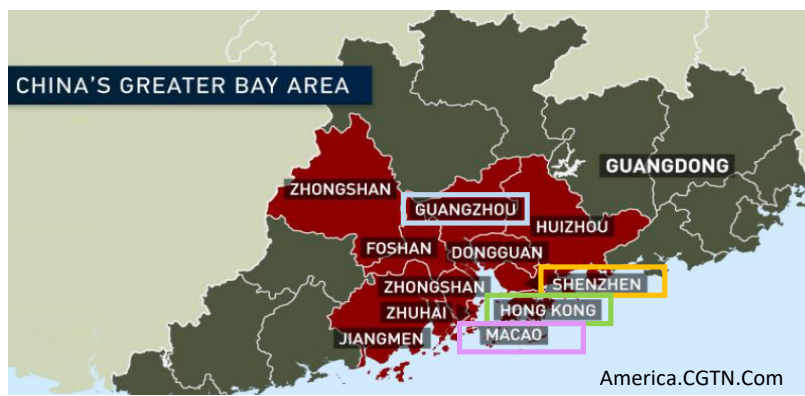 CHINA'S GREATER BAY AREA
GUANGDONG
ZHONGSHAN
GUANGZHOU
HUIZHOU
FOSHAN
DONGGUAN
ZHONGSHAN
SHENZHEN
ZHUHAI
HONG KONG
JIANGMEN
MACAO
America.CGTN.Com